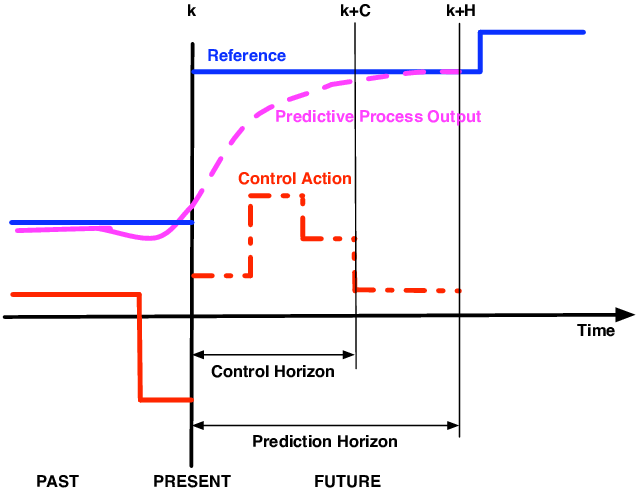 k
k+C
k+H
Reference
Predictive Process Output
Control Action
Time
Control Horizon
Prediction Horizon
PAST
PRESENT
FUTURE